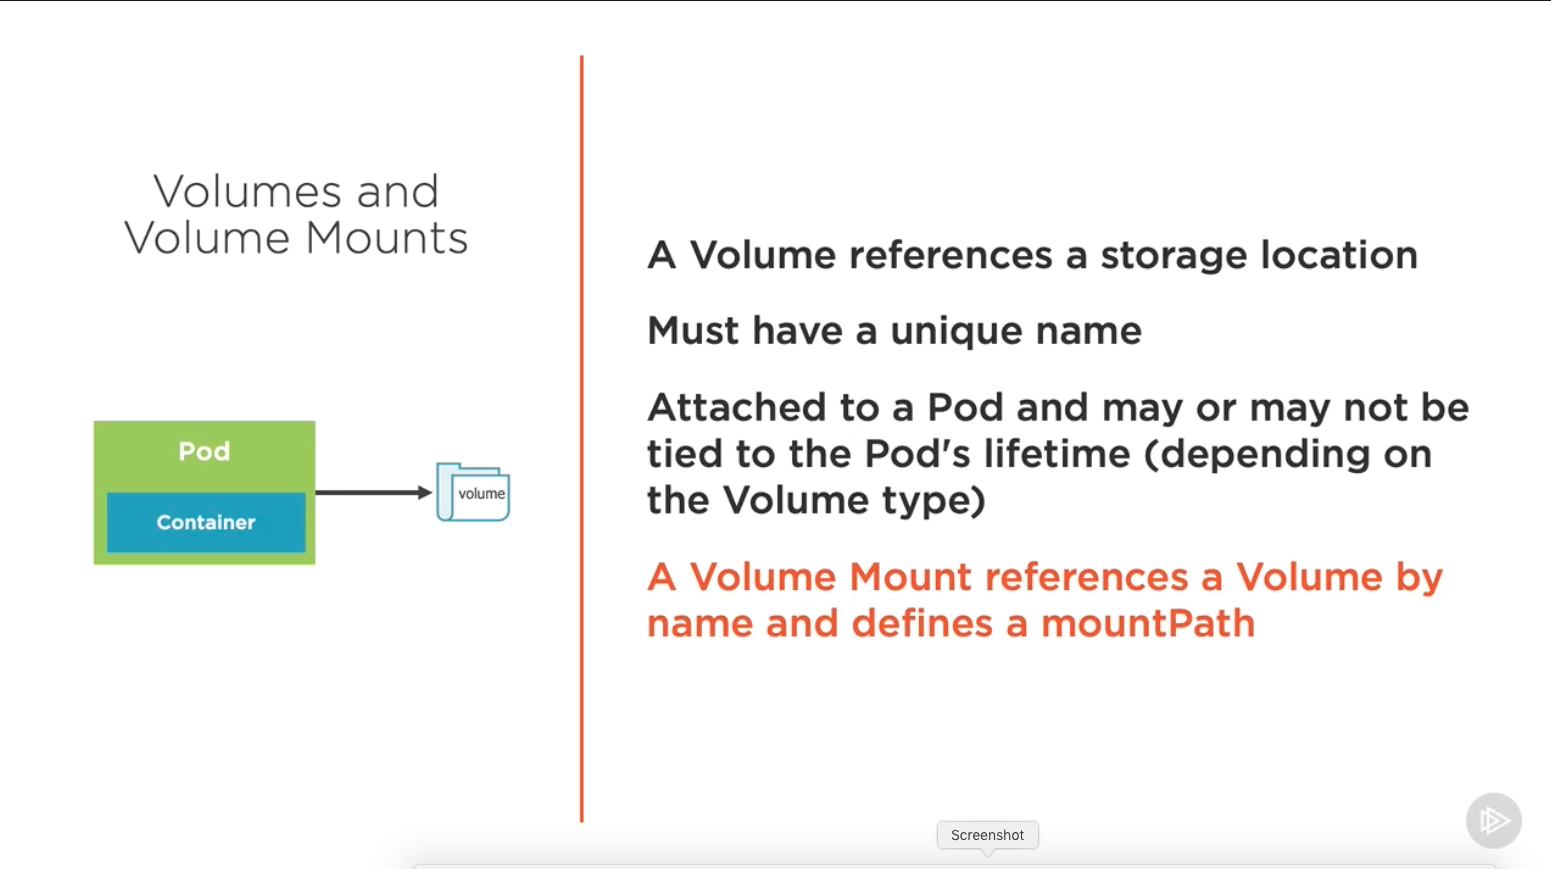 Volumes and
Volume Mounts
Pod
Container
volume
A Volume references a storage location
Must have a unique name
Attached to a Pod and may or may not be
tied to the Pod's lifetime (depending on
the Volume type)
A Volume Mount references a Volume by
name and defines a mountPath
Screenshot